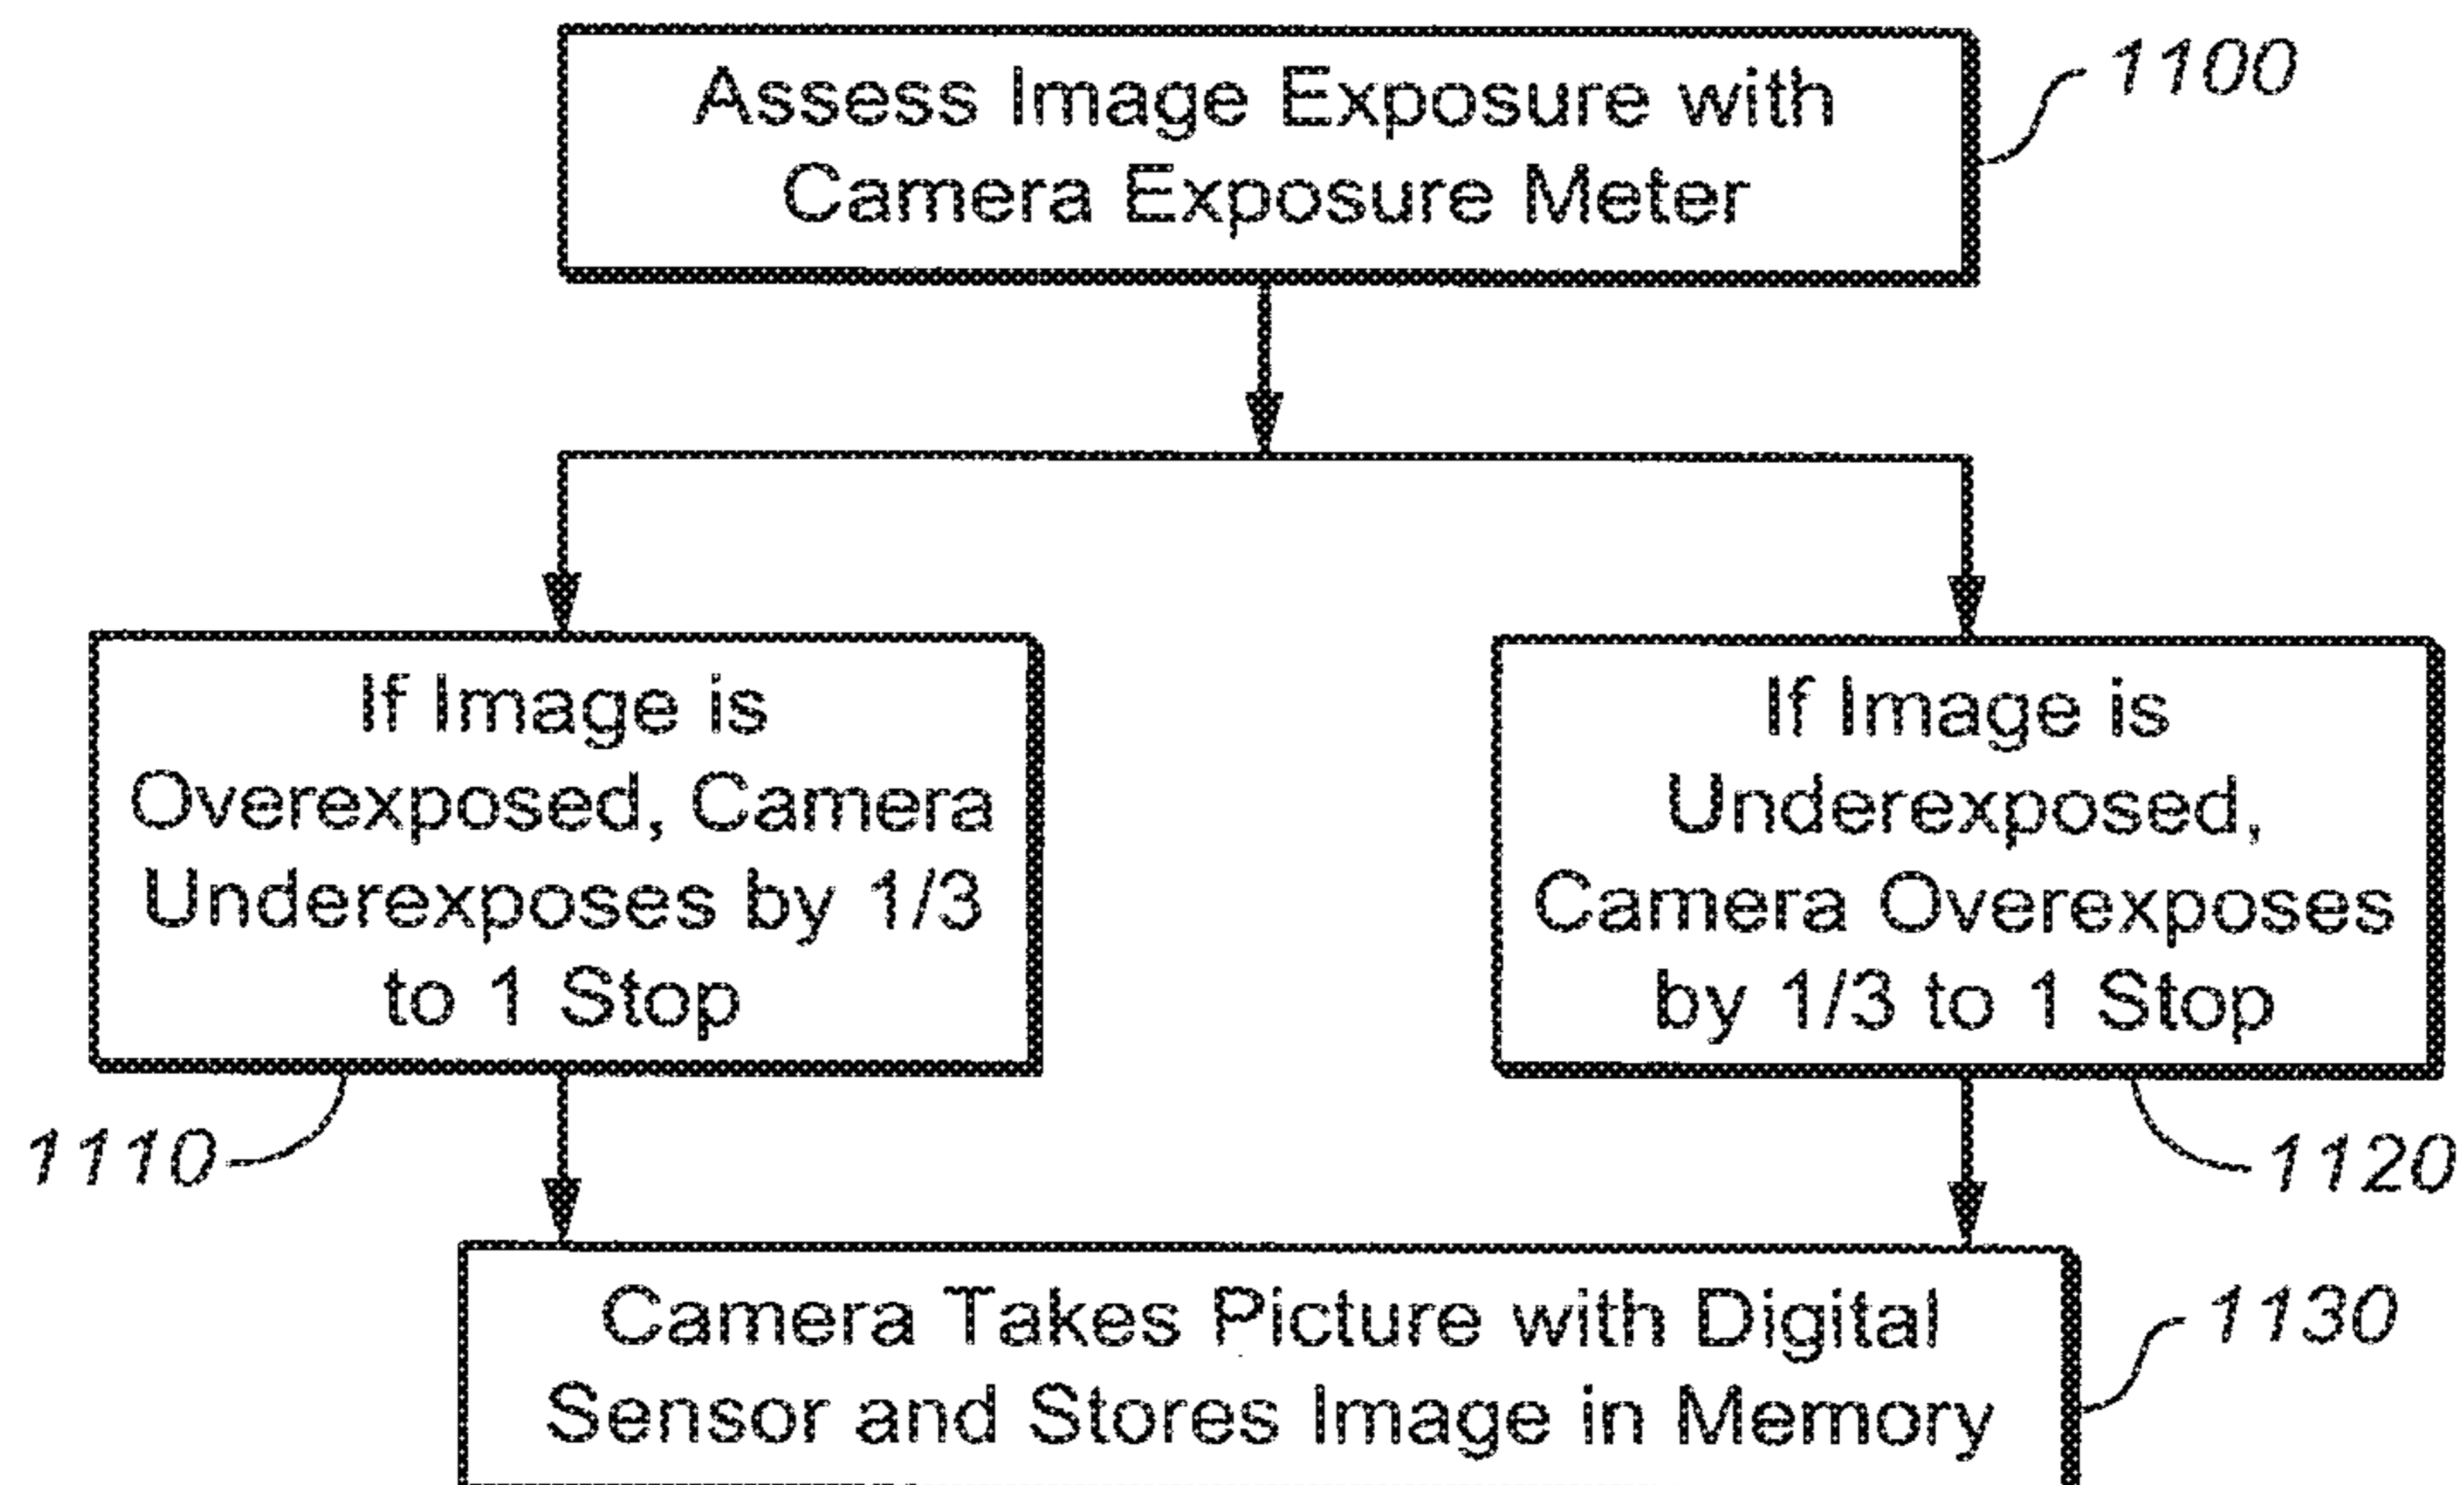 Assess Image Exposure with
Camera Exposure Meter
1100
If Image is
Overexposed, Camera
Underexposes by 1/3
to 1 Stop
1110
If Image is
Underexposed,
Camera Overexposes
by 1/3 to 1 Stop
1120
Camera Takes Picture with Digital
Sensor and Stores Image in Memory
1130